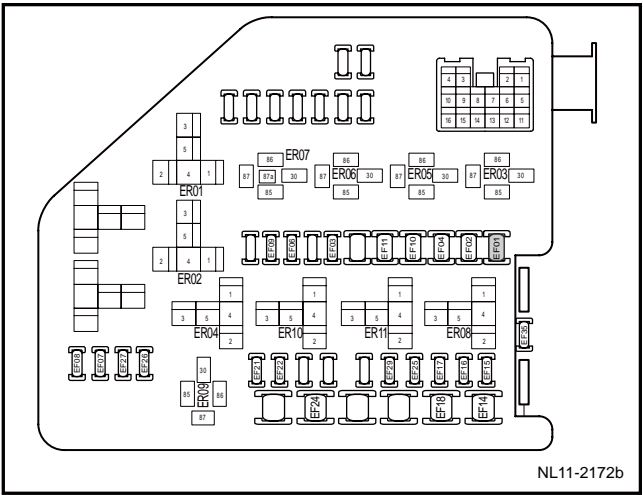 4 3 2 1
10 9 8 7 6 5
16 15 14 13 12 11
3
5
2 4 1
ER01
86
ER07
87 87a 30
85
86
87 30
ER06
85
86
87 30
ER05
85
86
87 30
ER03
85
3
5
2 4 1
ER02
EF09 EF06 EF03 EF11 EF10 EF04 EF02 EF01
1
3 5 4
ER04 2
1
3 5 4
ER10 2
1
3 5 4
ER11 2
1
3 5 4
ER08 2
EF35
EF08 EF07 EF27 EF26
30
85 ER09 86
87
EF21 EF22 EF29 EF25 EF17 EF16 EF15
EF24 EF18 EF14
NL11-2172b